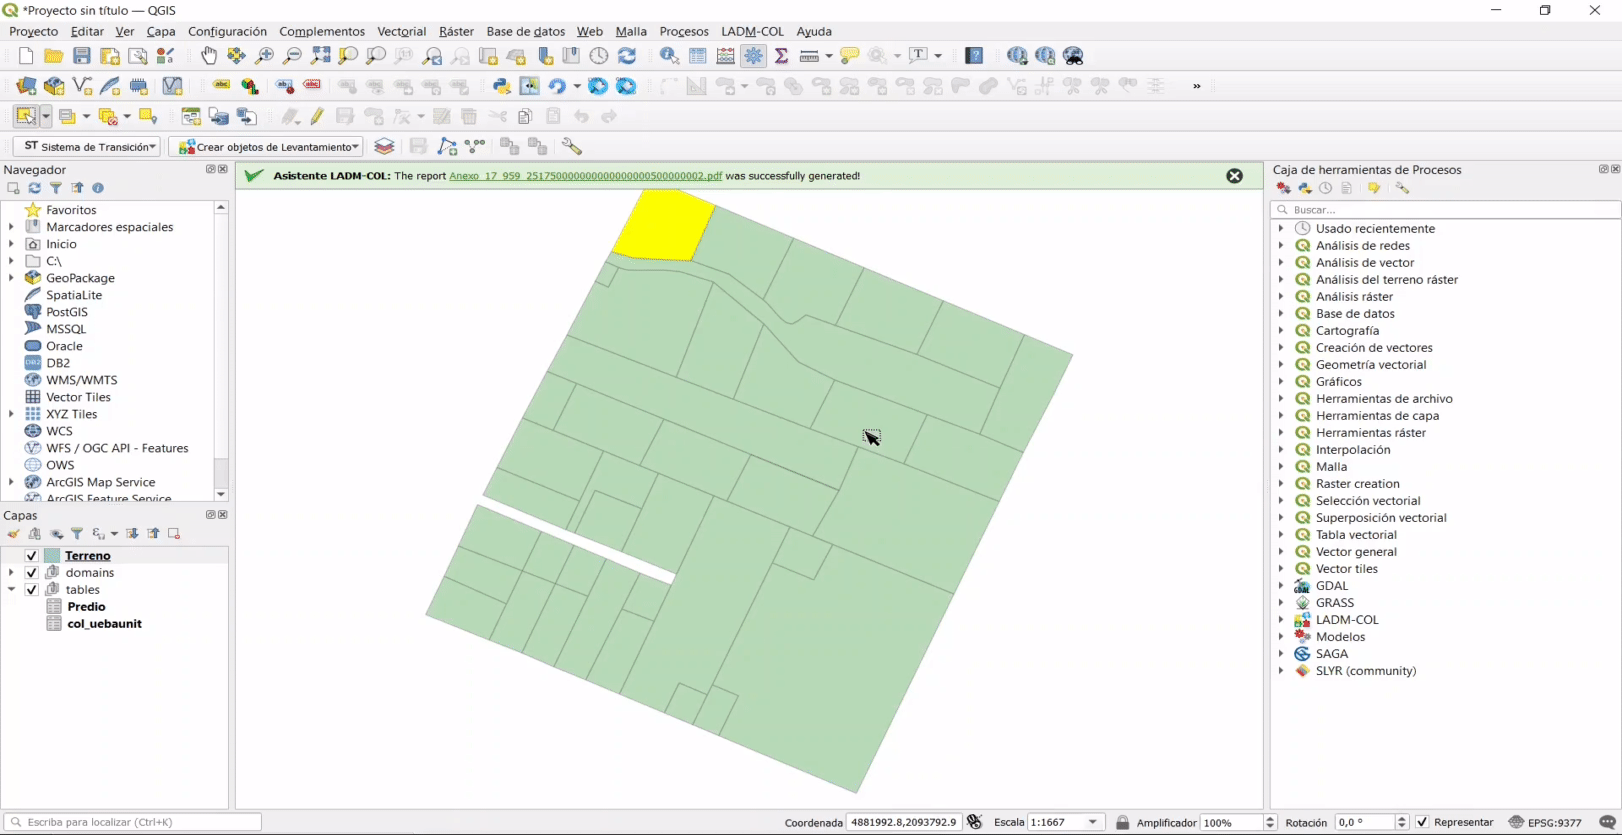 *Proyecto sin título — QGIS
Proyecto Editar Ver Capa Configuración Complementos Vectorial Ráster Base de datos Web Malla Procesos LADM-COL Ayuda
ST Sistema de Transición Crear objetos de Levantamiento
Navegador
Favoritos
Marcadores espaciales
Inicio
C:\
GeoPackage
SpatiaLite
PostGIS
MSSQL
Oracle
DB2
WMS/WMTS
Vector Tiles
XYZ Tiles
WCS
WFS / OGC API - Features
OWS
ArcGIS Map Service
ArcGIS Feature Service
Capas
Terreno
domains
tables
Predio
col_uebaunit
Asistente LADM-COL: The report was successfully generated!
Caja de herramientas de Procesos
Buscar...
Usado recientemente
Análisis de redes
Análisis de vector
Análisis del terreno ráster
Análisis ráster
Base de datos
Cartografía
Creación de vectores
Geometría vectorial
Gráficos
Herramientas de archivo
Herramientas de capa
Herramientas ráster
Interpolación
Malla
Raster creation
Selección vectorial
Superposición vectorial
Tabla vectorial
Vector general
Vector tiles
GDAL
GRASS
LADM-COL
Modelos
SAGA
SLYR (community)
Escriba para localizar (Ctrl+K)
Coordenada 4881992.8,2093792.9 Escala 1:1667 Amplificador 100% Rotación 0,0 ° Representar EPSG:9377